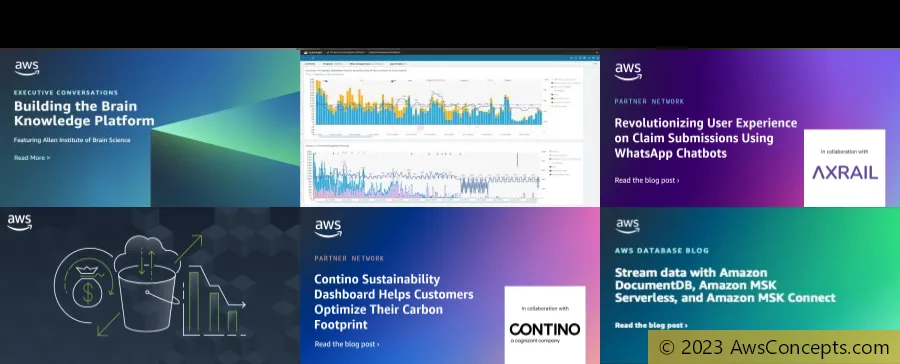 aws
EXECUTIVE CONVERSATIONS
Building the Brain
Knowledge Platform
Featuring Allen Institute of Brain Science
Read More >
aws
PARTNER NETWORK
Revolutionizing User Experience
on Claim Submissions Using
WhatsApp Chatbots
Read the blog post ›
In collaboration with
AXRAIL
aws
$
aws
PARTNER NETWORK
Contino Sustainability
Dashboard Helps Customers
Optimize Their Carbon
Footprint
Read the blog post ›
In collaboration with
CONTINO
a cognizant company
aws
AWS DATABASE BLOG
Stream data with Amazon
DocumentDB, Amazon MSK
Serverless, and Amazon MSK Connect
Read the blog post ›
© 2023 AwsConcepts.com